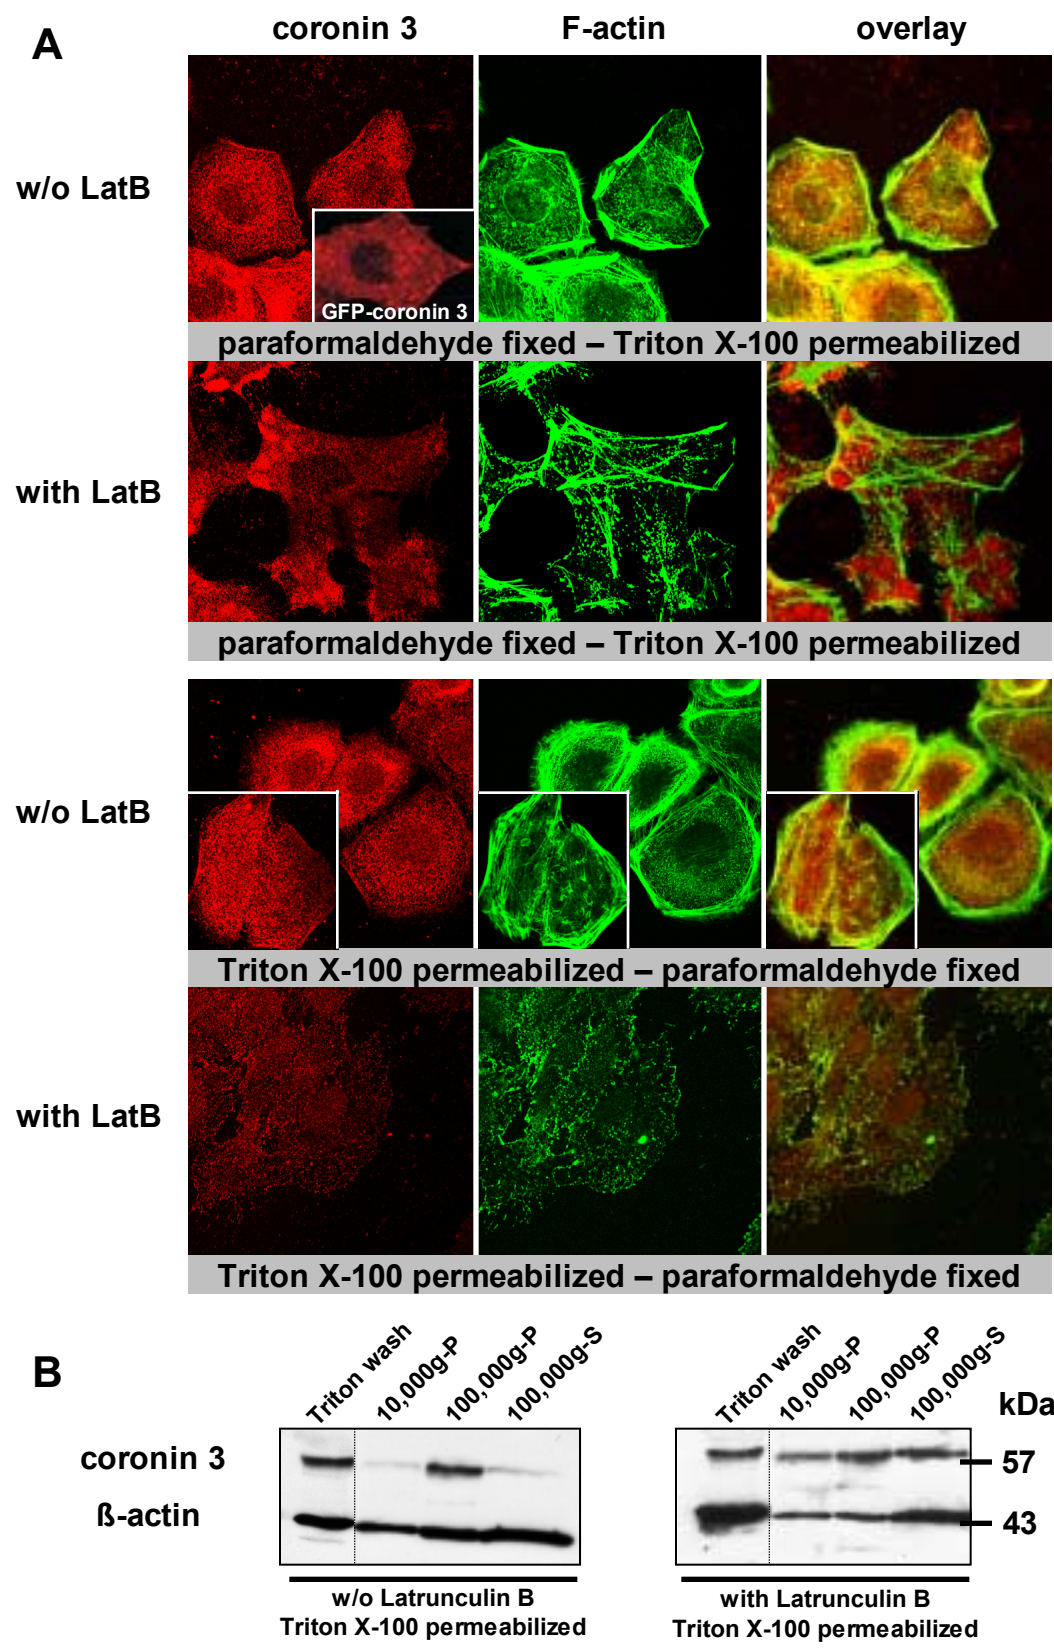 A
coronin 3
F-actin
overlay
w/o LatB
GFP-coronin 3
paraformaldehyde fixed – Triton X-100 permeabilized
with LatB
paraformaldehyde fixed – Triton X-100 permeabilized
w/o LatB
Triton X-100 permeabilized – paraformaldehyde fixed
with LatB
Triton X-100 permeabilized – paraformaldehyde fixed
B
Triton wash
10,000g-P
100,000g-P
100,000g-S
Triton wash
10,000g-P
100,000g-P
100,000g-S
kDa
coronin 3
57
ß-actin
43
w/o Latrunculin B
Triton X-100 permeabilized
with Latrunculin B
Triton X-100 permeabilized